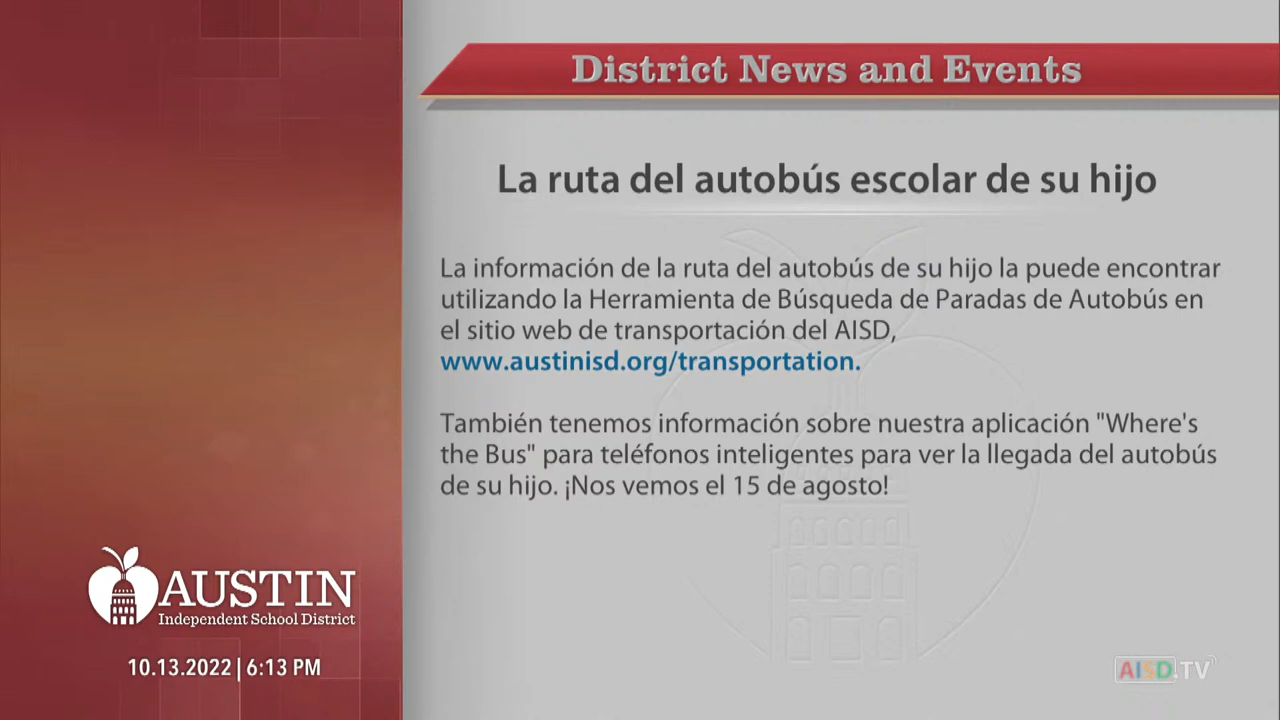 District News and Events
La ruta del autobús escolar de su hijo
La información de la ruta del autobús de su hijo la puede encontrar
utilizando la Herramienta de Búsqueda de Paradas de Autobús en
el sitio web de transportación del AISD,
www.austinisd.org/transportation.
También tenemos información sobre nuestra aplicación "Where's
the Bus" para teléfonos inteligentes para ver la llegada del autobús
de su hijo. ¡Nos vemos el 15 de agosto!
AUSTIN
Independent School District
10.13.2022 | 6:13 PM
AISD.TV